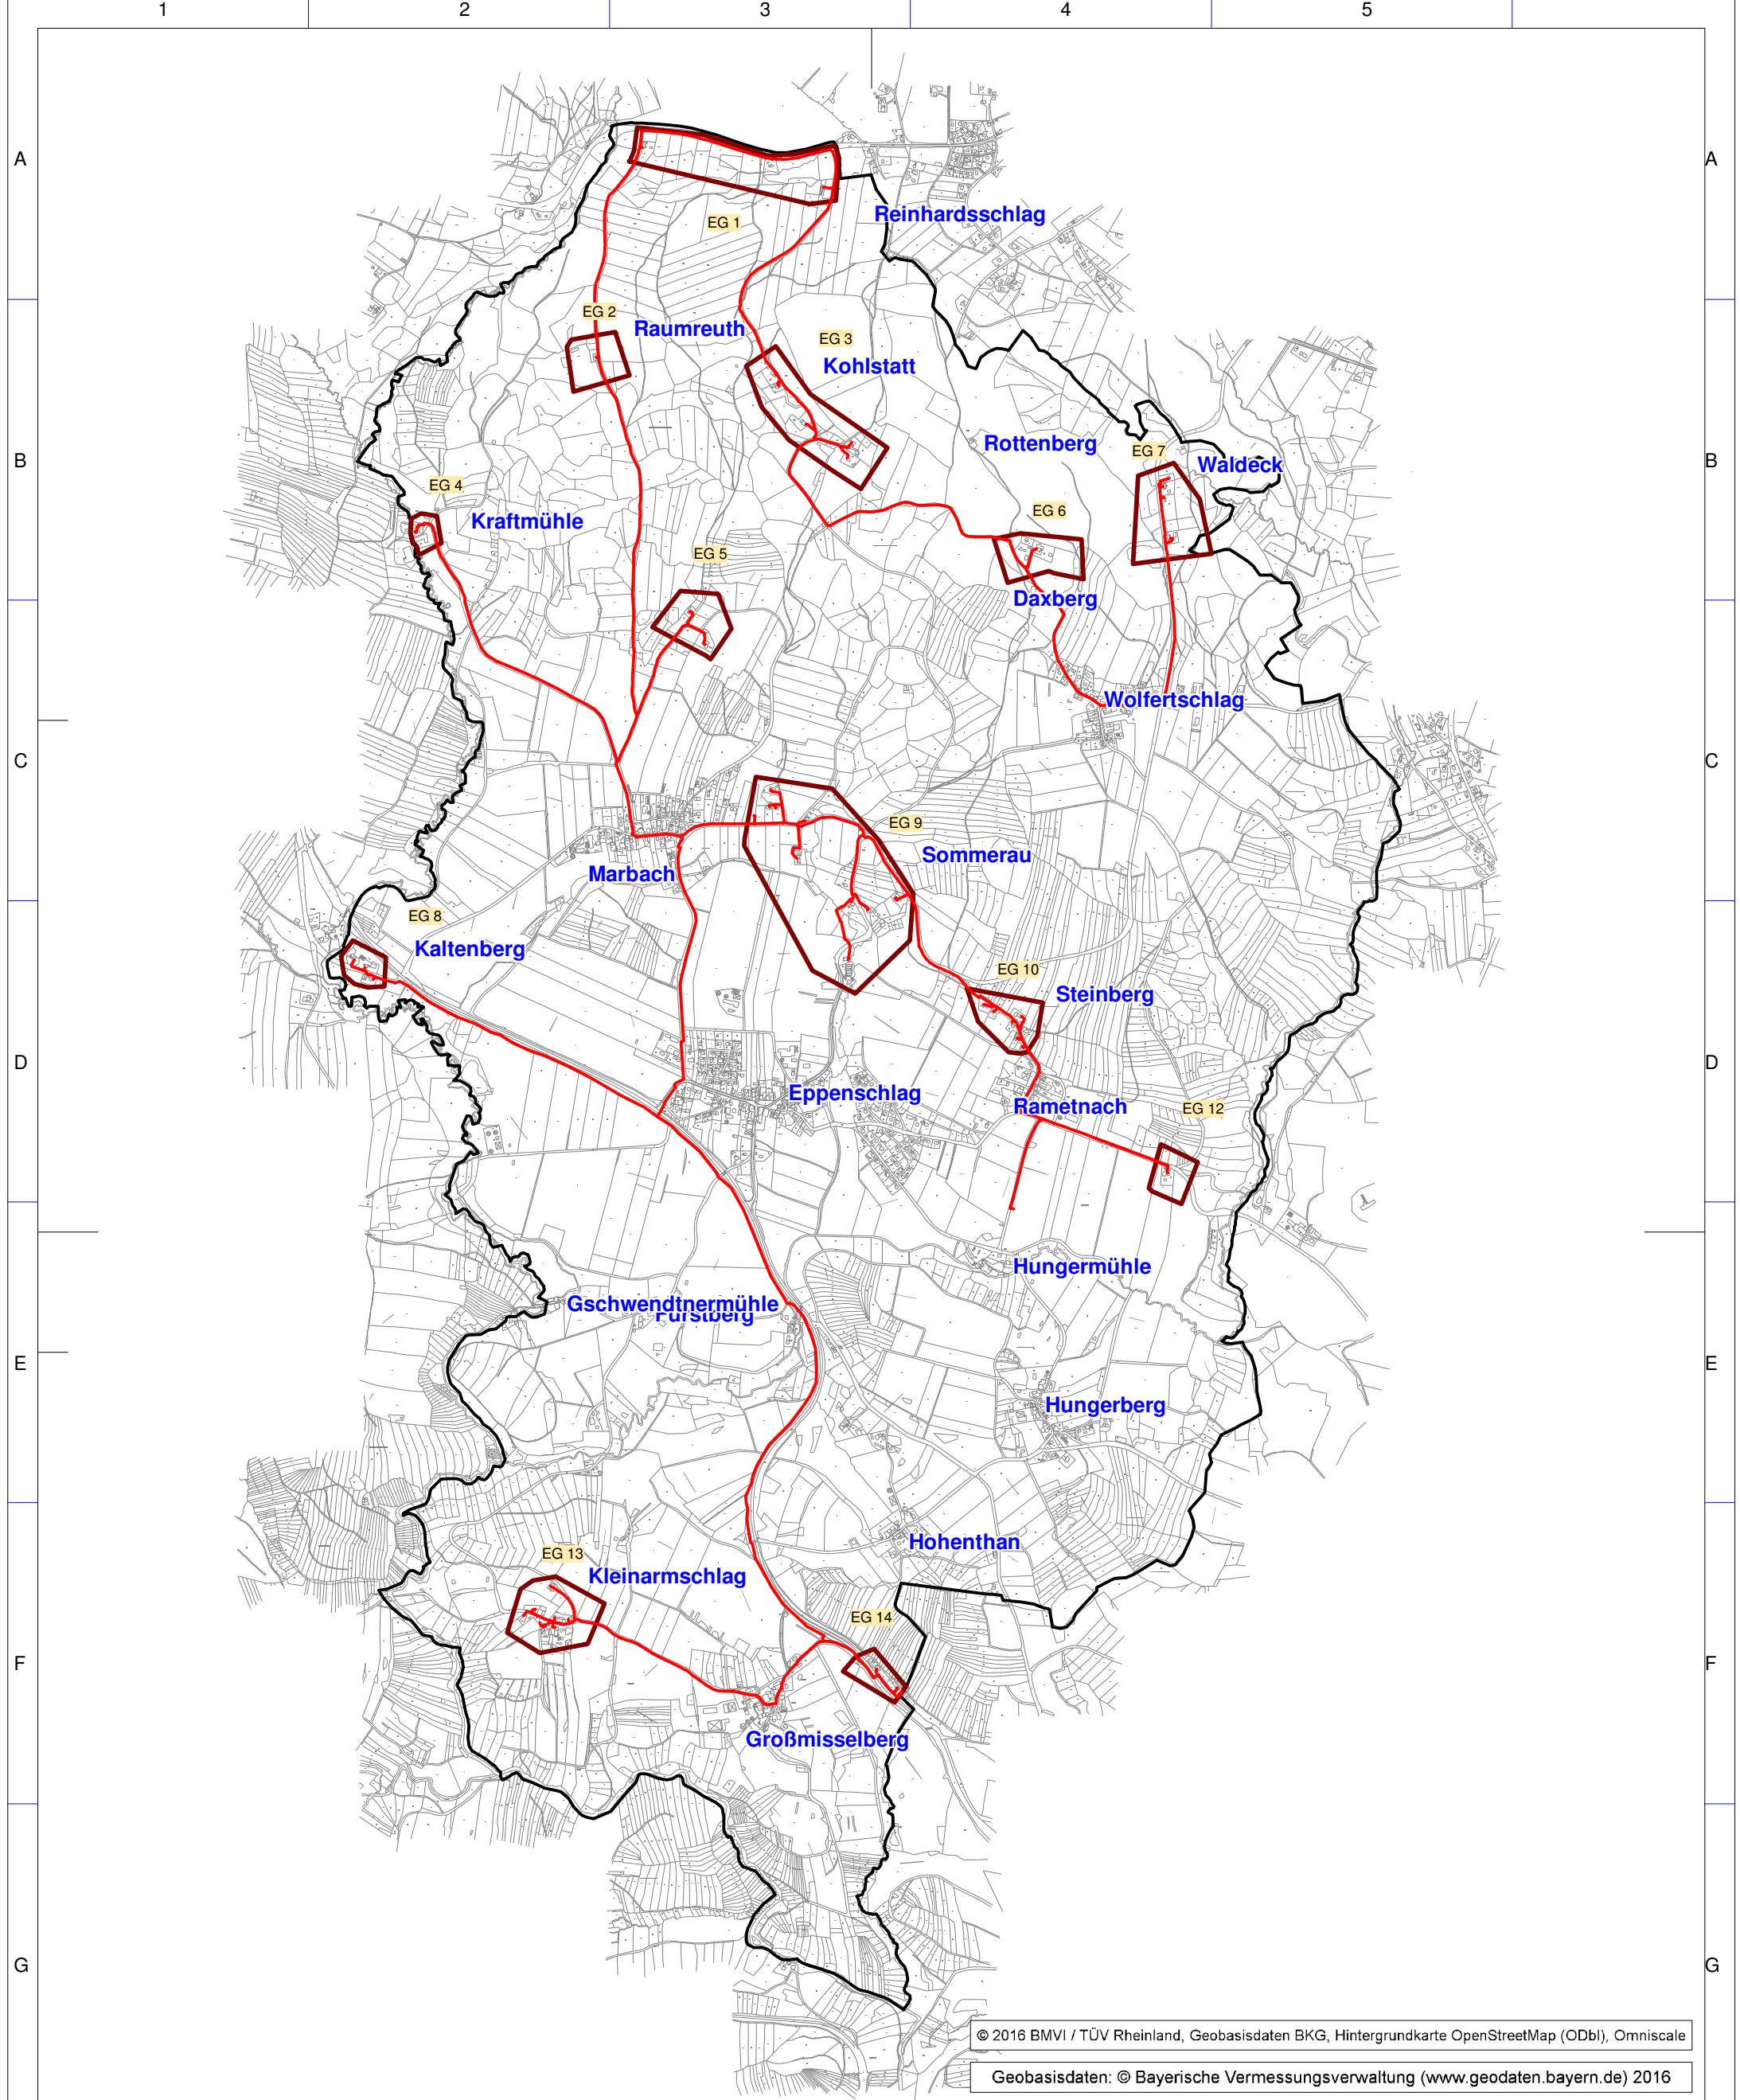 1 2 3 4 5
A A
Reinhardsschlag
EG 1
EG 2
Raumreuth
EG 3
Kohlstatt
Rottenberg
EG 7
Waldeck
B B
EG 4
Kraftmühle
EG 6
EG 5
Daxberg
Wolfertschlag
C C
EG 9
Sommerau
Marbach
EG 8
Kaltenberg
EG 10
Steinberg
D D
Eppenschlag
Rametnach
EG 12
Hungermühle
Gschwendtnermühle
Fürstberg
E E
Hungerberg
Hohenthan
EG 13
Kleinarmschlag
EG 14
F F
Großmisselberg
G G
© 2016 BMVI / TÜV Rheinland, Geobasisdaten BKG, Hintergrundkarte OpenStreetMap (ODbl), Omniscale
Geobasisdaten: © Bayerische Vermessungsverwaltung (www.geodaten.bayern.de) 2016